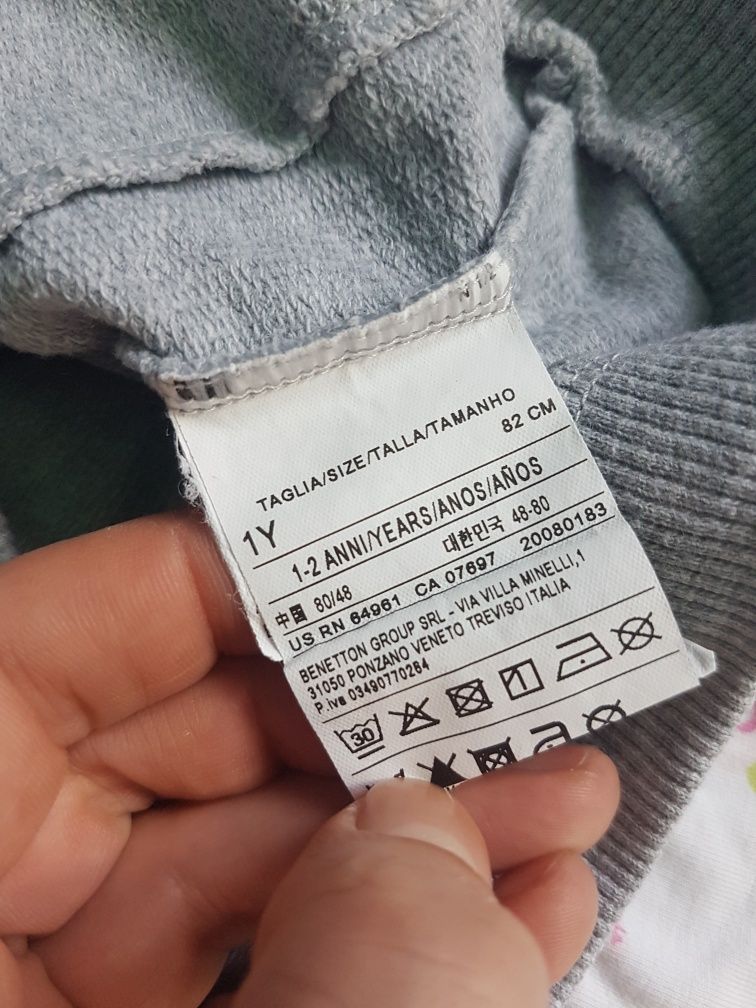 TAGLIA/SIZE/TALLA/TAMANHO
1Y 82 CM
1-2 ANNI/YEARS/ANOS/AÑOS
中国 80/48 대한민국 48-80
US RN 64961 CA 07697 20080183
BENETTON GROUP SRL - VIA VILLA MINELLI,1
31050 PONZANO VENETO TREVISO ITALIA
P.iva 03490770264
30